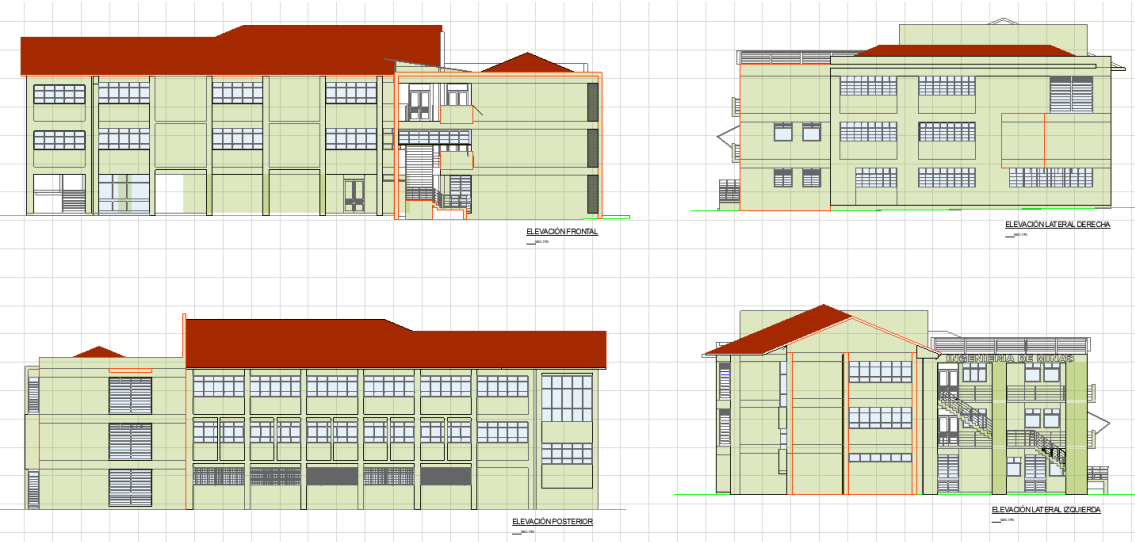 ELEVACIÓN FRONTAL
ELEVACIÓN LATERAL DERECHA
INGENIERIA DE MINAS
ELEVACIÓN POSTERIOR
ELEVACIÓN LATERAL IZQUIERDA